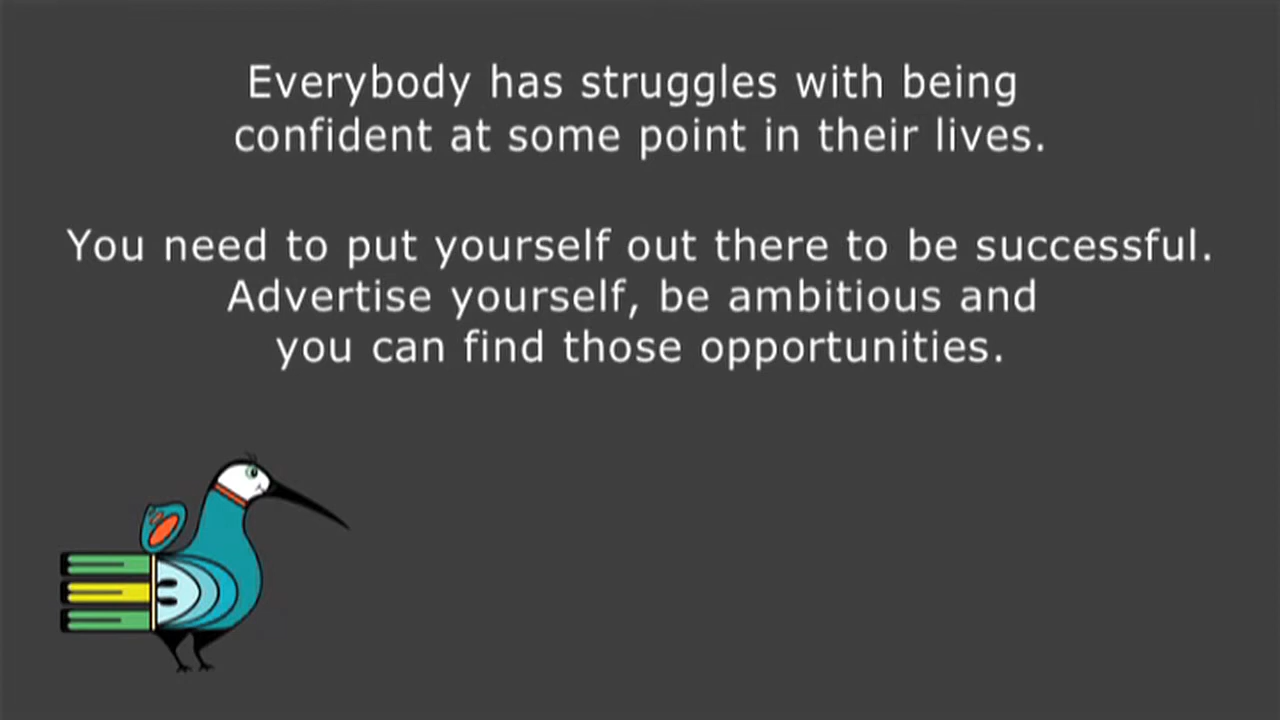 Everybody has struggles with being
confident at some point in their lives.
You need to put yourself out there to be successful.
Advertise yourself, be ambitious and
you can find those opportunities.